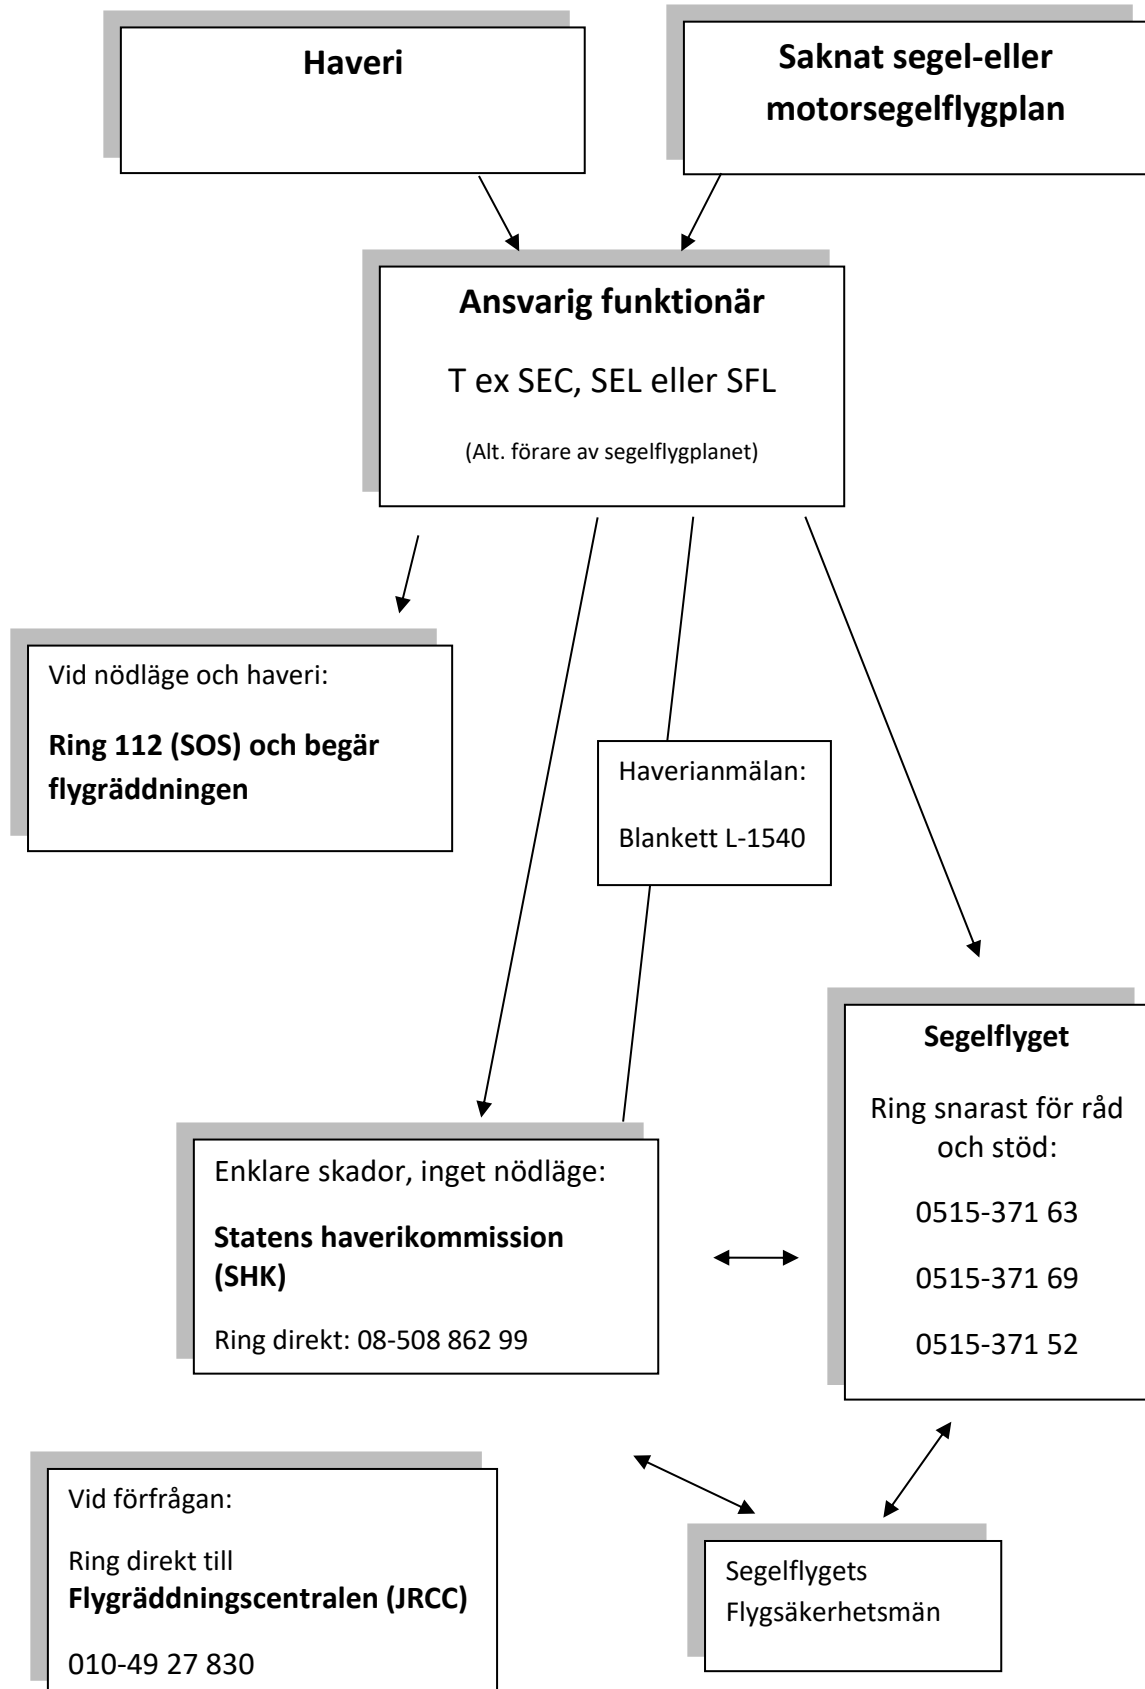 Haveri
Saknat segel-eller
motorsegelflygplan
Ansvarig funktionär
T ex SEC, SEL eller SFL
(Alt. förare av segelflygplanet)
Vid nödläge och haveri:
Ring 112 (SOS) och begär
flygräddningen
Haverianmälan:
Blankett L-1540
Segelflyget
Ring snarast för råd
och stöd:
0515-371 63
0515-371 69
0515-371 52
Enklare skador, inget nödläge:
Statens haverikommission
(SHK)
Ring direkt: 08-508 862 99
Vid förfrågan:
Ring direkt till
Flygräddningscentralen (JRCC)
010-49 27 830
Segelflygets
Flygsäkerhetsmän